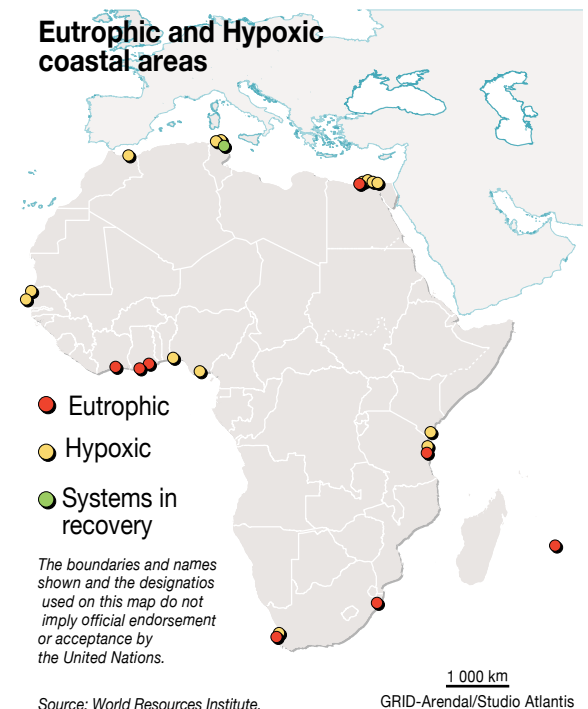 Eutrophic and Hypoxic
coastal areas
Eutrophic
Hypoxic
Systems in
recovery
The boundaries and names
shown and the designatios
used on this map do not
imply official endorsement
or acceptance by
the United Nations.
Source: World Resources Institute.
1 000 km
GRID-Arendal/Studio Atlantis